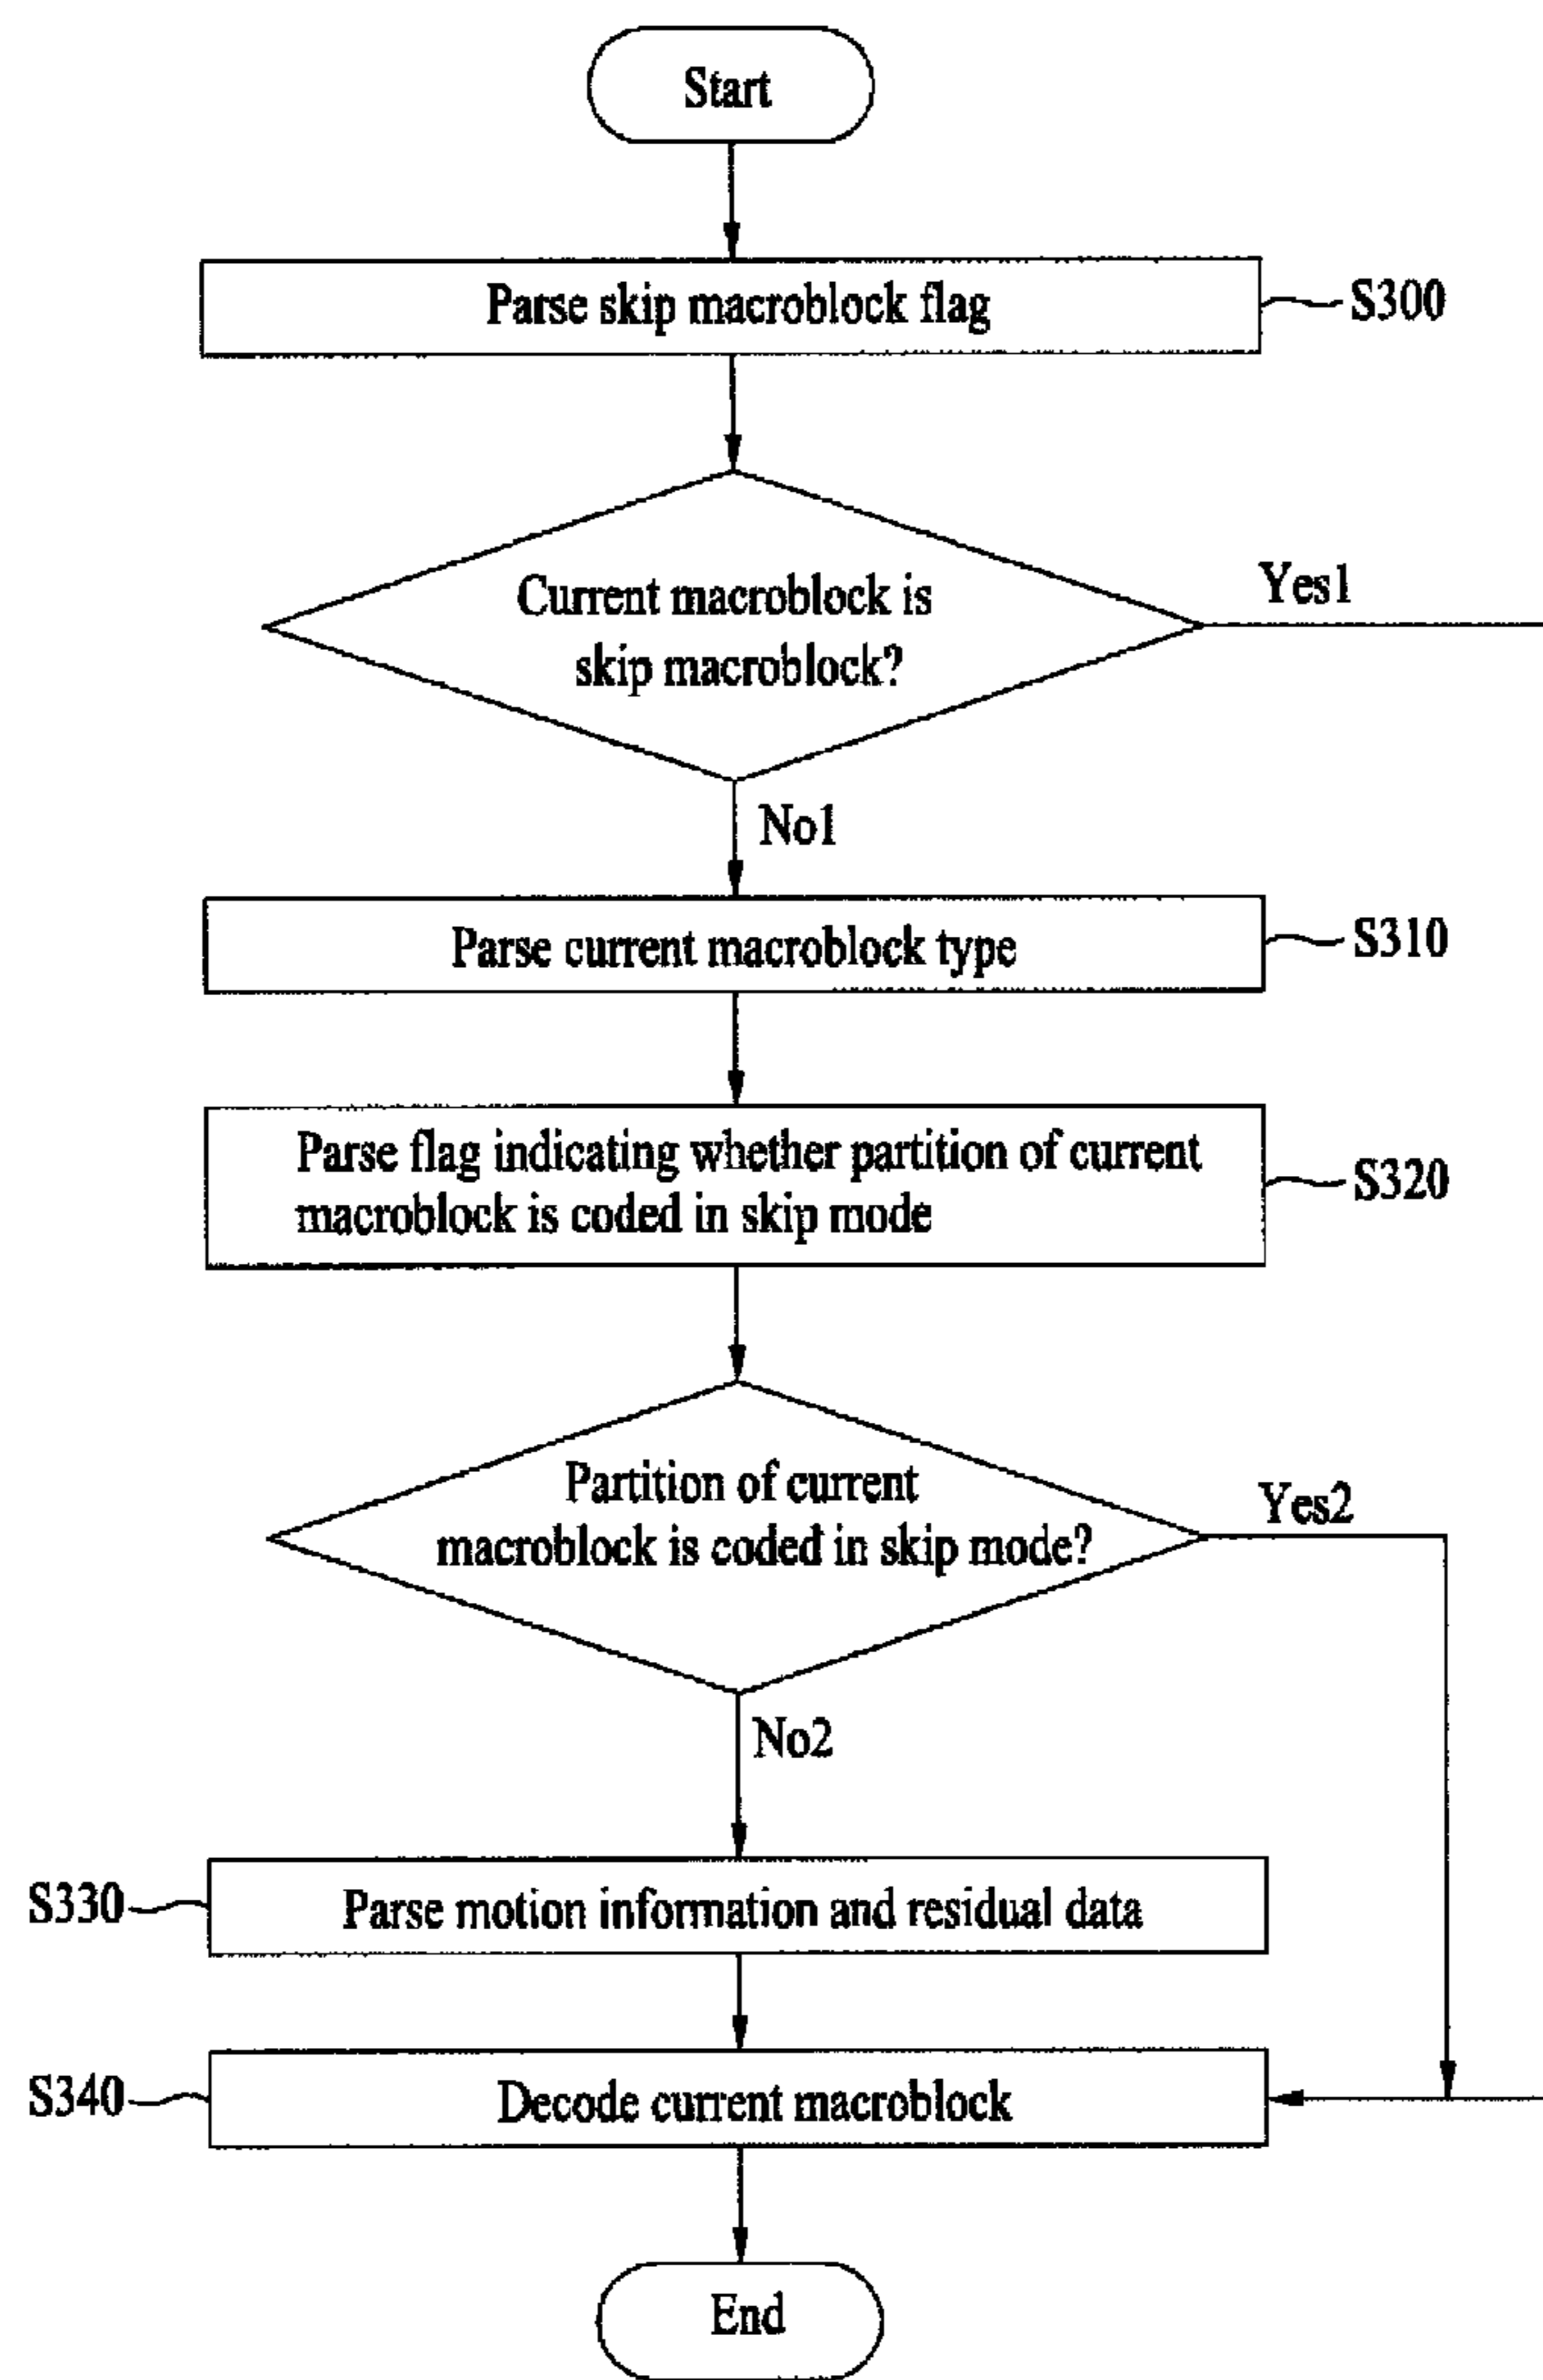 Start
Parse skip macroblock flag
S300
Current macroblock is
skip macroblock?
Yes1
No1
Parse current macroblock type
S310
Parse flag indicating whether partition of current
macroblock is coded in skip mode
S320
Partition of current
macroblock is coded in skip mode?
Yes2
No2
S330
Parse motion information and residual data
S340
Decode current macroblock
End